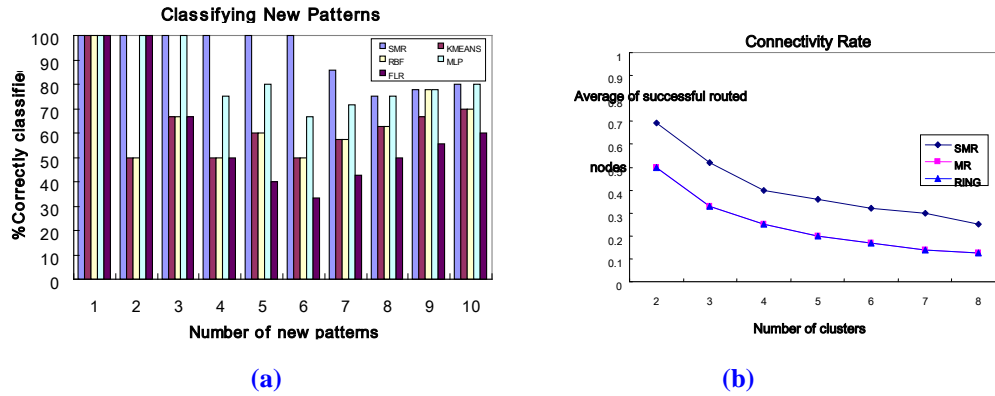 Classifying New Patterns
100
90
80
70
60
50
40
30
20
10
0
%Correctly classifie
SMR
KMEANS
RBF
MLP
FLR
1 2 3 4 5 6 7 8 9 10
Number of new patterns
(a)
Connectivity Rate
1
0.9
Average of successful routed
0.8
0.7
0.6
nodes
0.5
0.4
0.3
0.2
0.1
0
SMR
MR
RING
2 3 4 5 6 7 8
Number of clusters
(b)